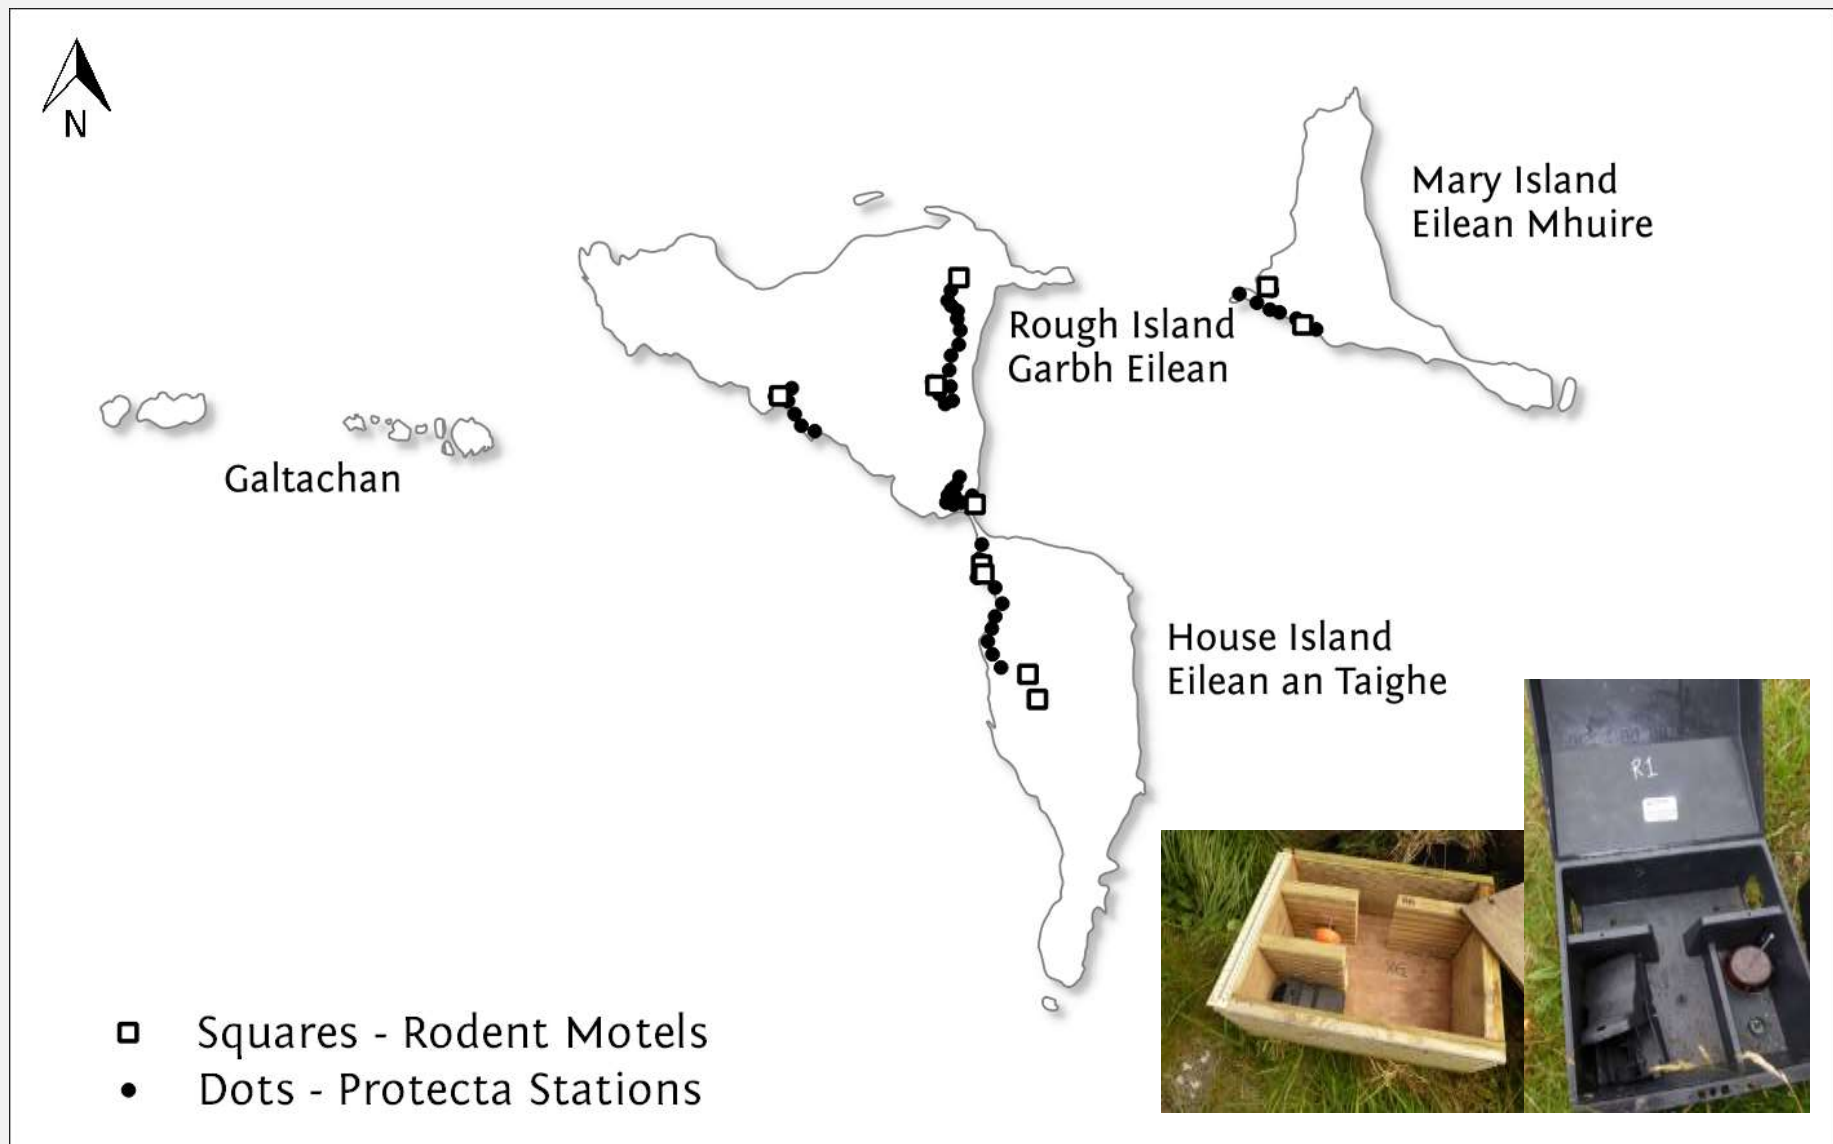 N
Mary Island
Eilean Mhuire
Rough Island
Garbh Eilean
Galtachan
House Island
Eilean an Taighe
R1
Squares - Rodent Motels
Dots - Protecta Stations